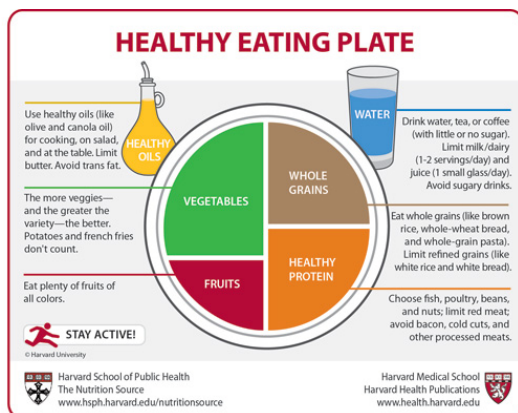 HEALTHY EATING PLATE
Use healthy oils (like
olive and canola oil)
for cooking, on salad,
and at the table. Limit
butter. Avoid trans fat.
HEALTHY
OILS
The more veggies—
and the greater the
variety—the better.
Potatoes and french fries
don't count.
Eat plenty of fruits of
all colors.
VEGETABLES
FRUITS
WHOLE
GRAINS
HEALTHY
PROTEIN
WATER
Drink water, tea, or coffee
(with little or no sugar).
Limit milk/dairy
(1-2 servings/day) and
juice (1 small glass/day).
Avoid sugary drinks.
Eat whole grains (like brown
rice, whole-wheat bread,
and whole-grain pasta).
Limit refined grains (like
white rice and white bread).
Choose fish, poultry, beans,
and nuts; limit red meat;
avoid bacon, cold cuts, and
other processed meats.
STAY ACTIVE!
© Harvard University
Harvard School of Public Health
The Nutrition Source
www.hsph.harvard.edu/nutritionsource
Harvard Medical School
Harvard Health Publications
www.health.harvard.edu